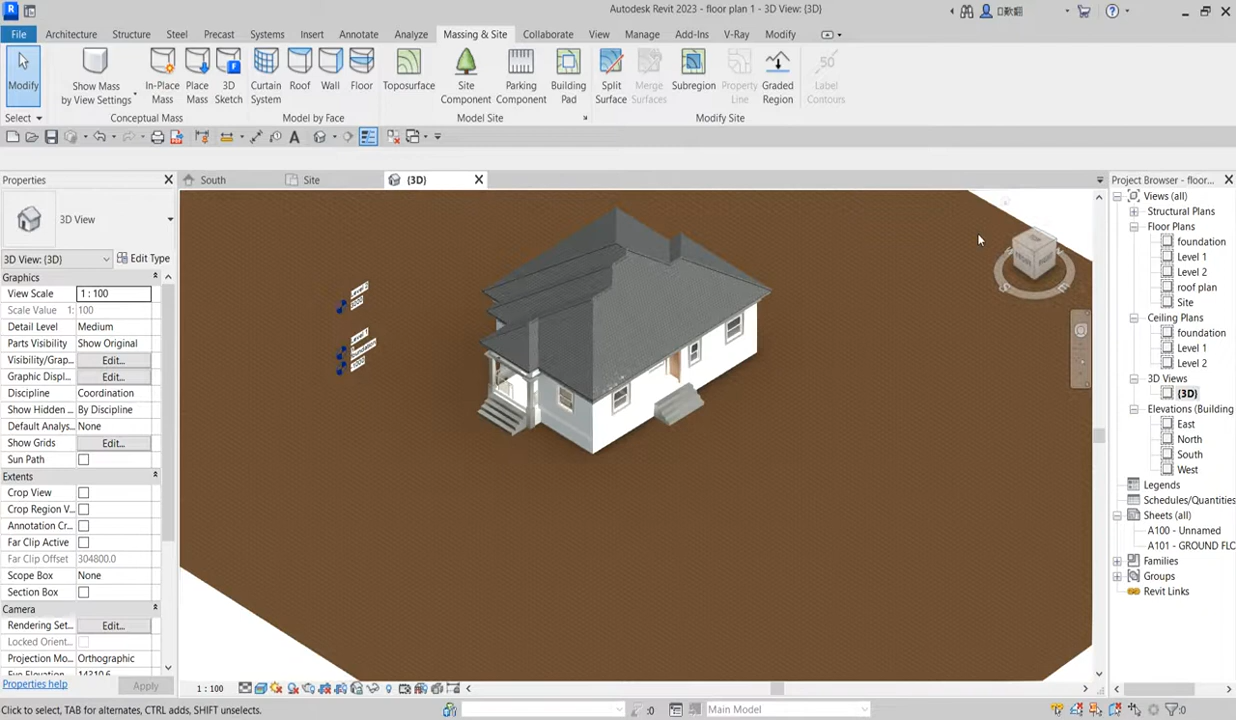 Autodesk Revit 2023 - floor plan 1 - 3D View: {3D}
File
Architecture
Structure
Steel
Precast
Systems
Insert
Annotate
Analyze
Massing & Site
Collaborate
View
Manage
Add-Ins
V-Ray
Modify
Modify
Show Mass
by View Settings
In-Place
Mass
Place
Mass
3D
Sketch
Curtain
System
Roof
Wall
Floor
Toposurface
Site
Component
Parking
Component
Building
Pad
Split
Surface
Merge
Surfaces
Subregion
Property
Line
Graded
Region
Label
Contours
Select
Conceptual Mass
Model by Face
Model Site
Modify Site
Properties
South
Site
{3D}
Project Browser - floor...
3D View
3D View: {3D}
Edit Type
Graphics
View Scale 1 : 100
Scale Value 1: 100
Detail Level Medium
Parts Visibility Show Original
Visibility/Grap... Edit...
Graphic Displ... Edit...
Discipline Coordination
Show Hidden ... By Discipline
Default Analys... None
Show Grids Edit...
Sun Path
Extents
Crop View
Crop Region V...
Annotation Cr...
Far Clip Active
Far Clip Offset 304800.0
Scope Box None
Section Box
Camera
Rendering Set... Edit...
Locked Orient...
Projection Mo... Orthographic
Properties help
Apply
Level 2
Level 1
foundation
Views (all)
Structural Plans
Floor Plans
foundation
Level 1
Level 2
roof plan
Site
Ceiling Plans
foundation
Level 1
Level 2
3D Views
{3D}
Elevations (Building
East
North
South
West
Legends
Schedules/Quantities
Sheets (all)
A100 - Unnamed
A101 - GROUND FLC
Families
Groups
Revit Links
1 : 100
Click to select, TAB for alternates, CTRL adds, SHIFT unselects.
:0
Main Model
:0